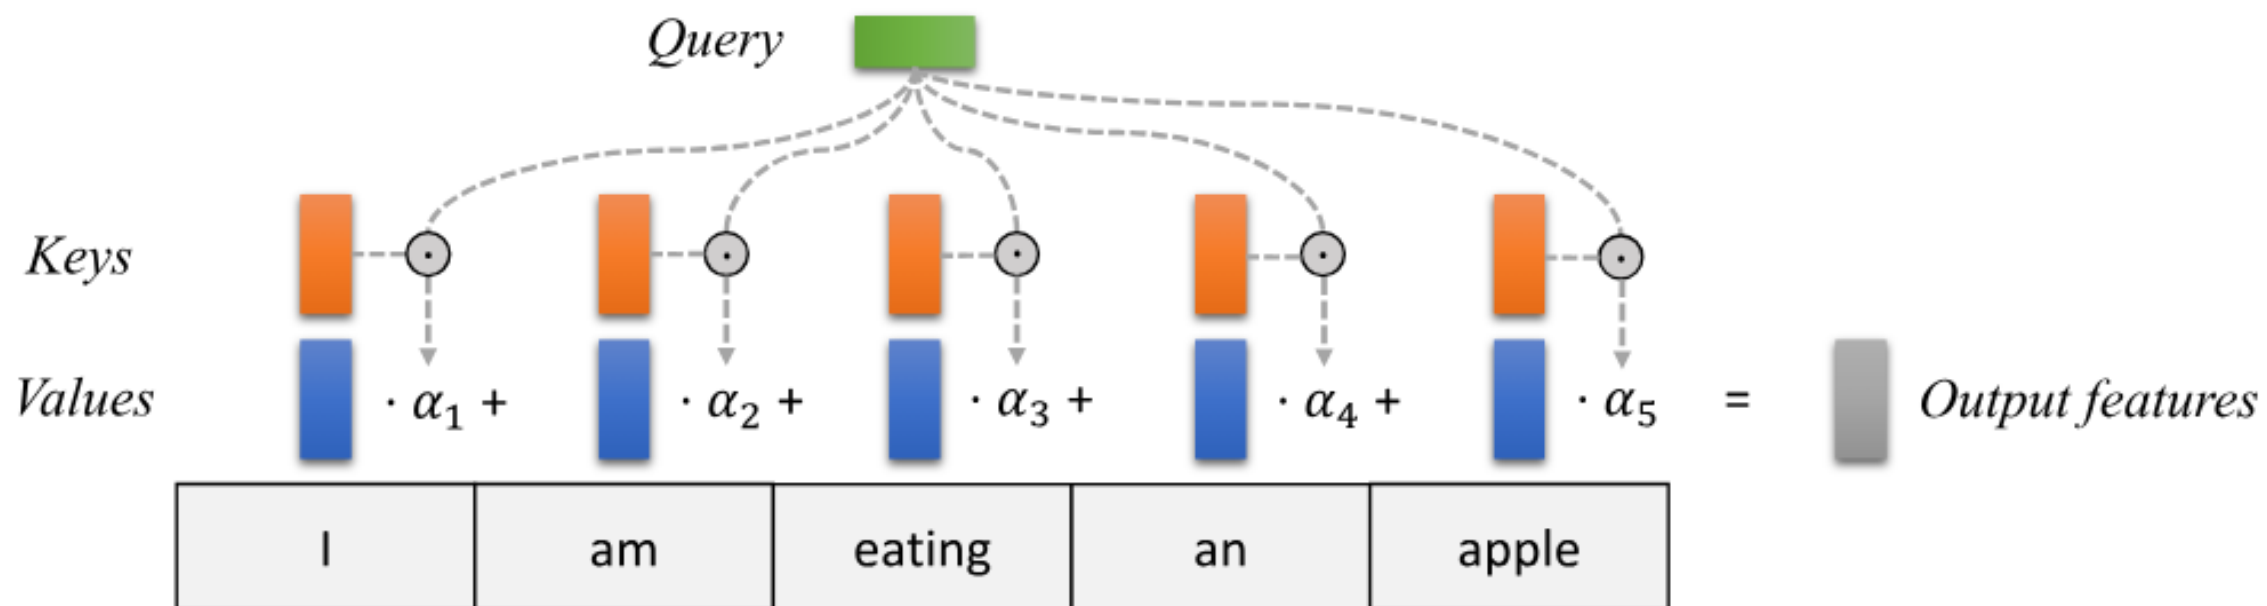 Query
Keys
Values · α₁ + · α₂ + · α₃ + · α₄ + · α₅ = Output features
I am eating an apple